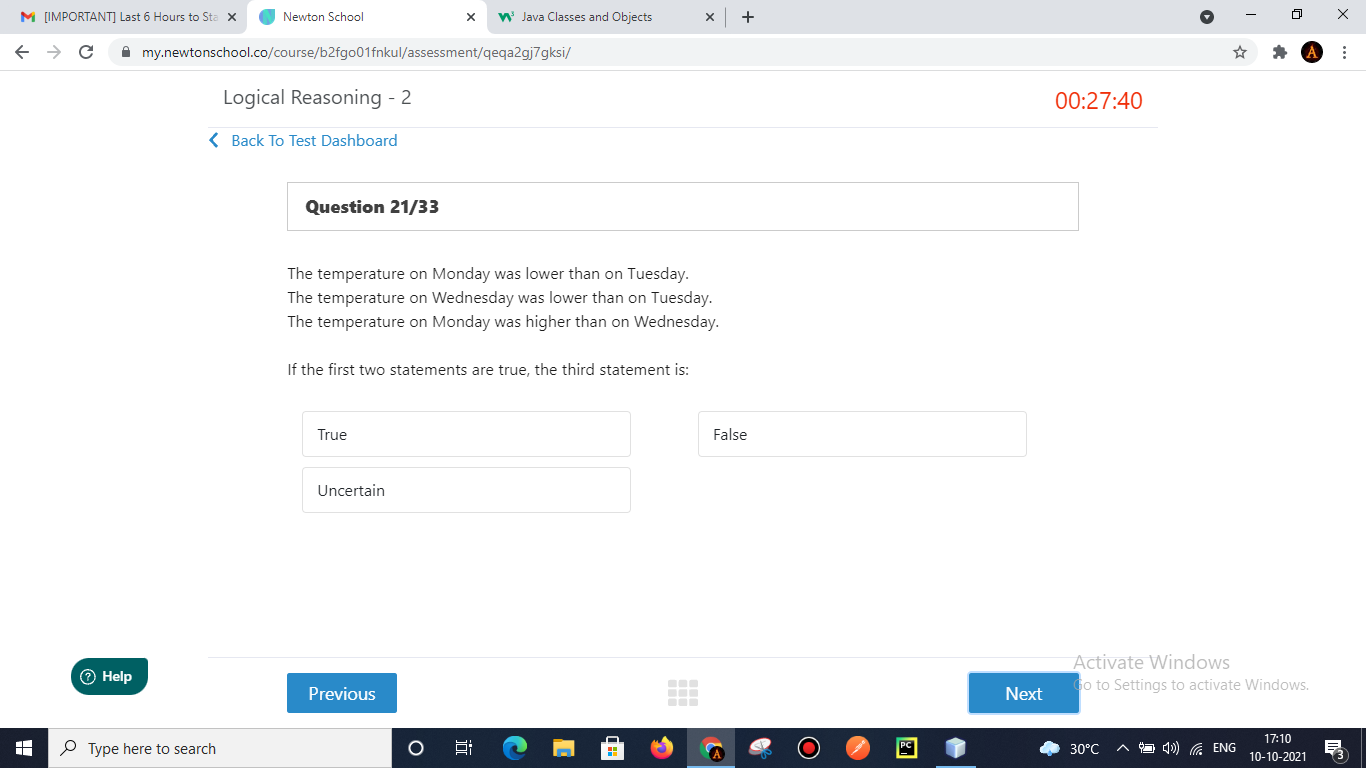 [IMPORTANT] Last 6 Hours to Sta
Newton School
Java Classes and Objects
my.newtonschool.co/course/b2fgo01fnkul/assessment/qeqa2gj7gksi/
A
Logical Reasoning - 2
00:27:40
Back To Test Dashboard
Question 21/33
The temperature on Monday was lower than on Tuesday.
The temperature on Wednesday was lower than on Tuesday.
The temperature on Monday was higher than on Wednesday.
If the first two statements are true, the third statement is:
True
False
Uncertain
Activate Windows
Go to Settings to activate Windows.
Help
Previous
Next
Type here to search
A
PC
30°C
ENG
17:10
10-10-2021
3